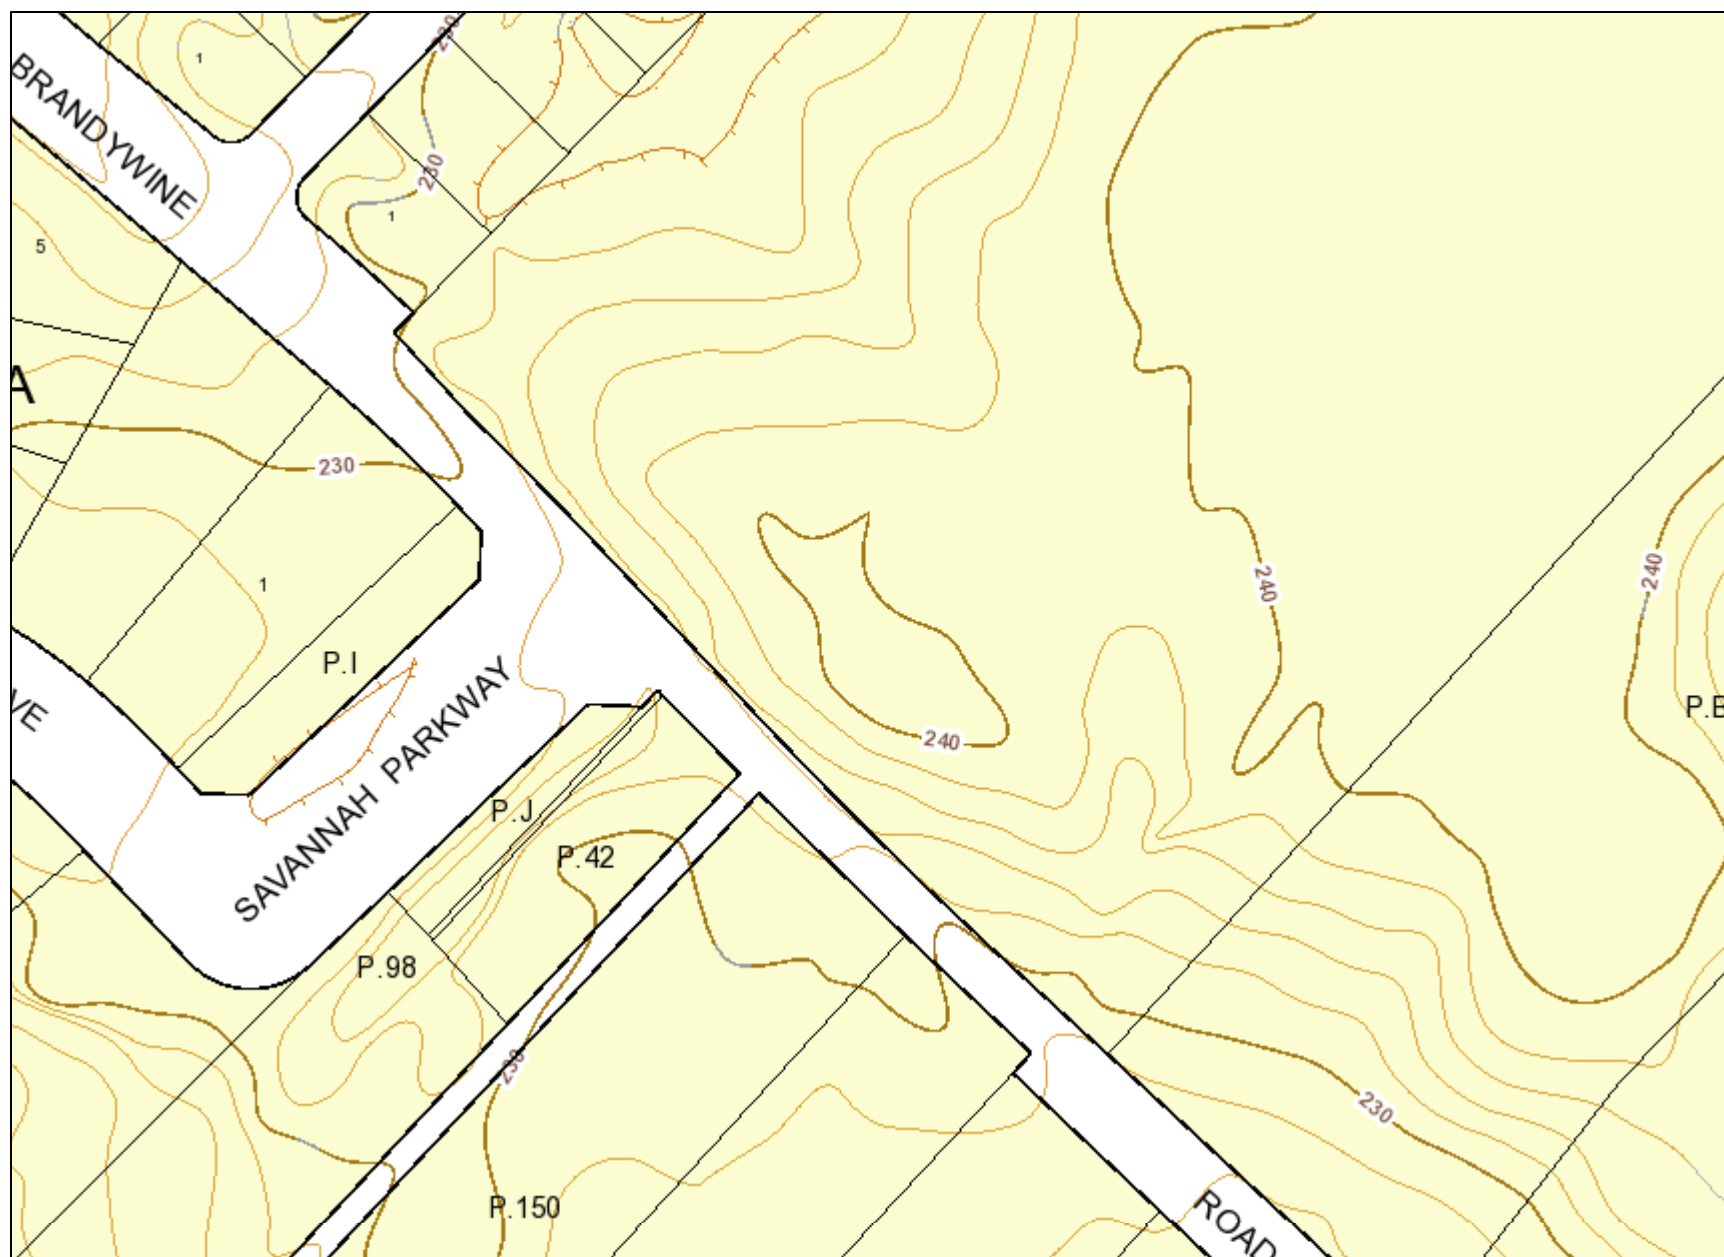 230
1
BRANDYWINE
230
1
5
A
230
240
240
1
P.I
VE
SAVANNAH PARKWAY
P.E
240
P.J
P.42
P.98
230
230
P.150
ROAD